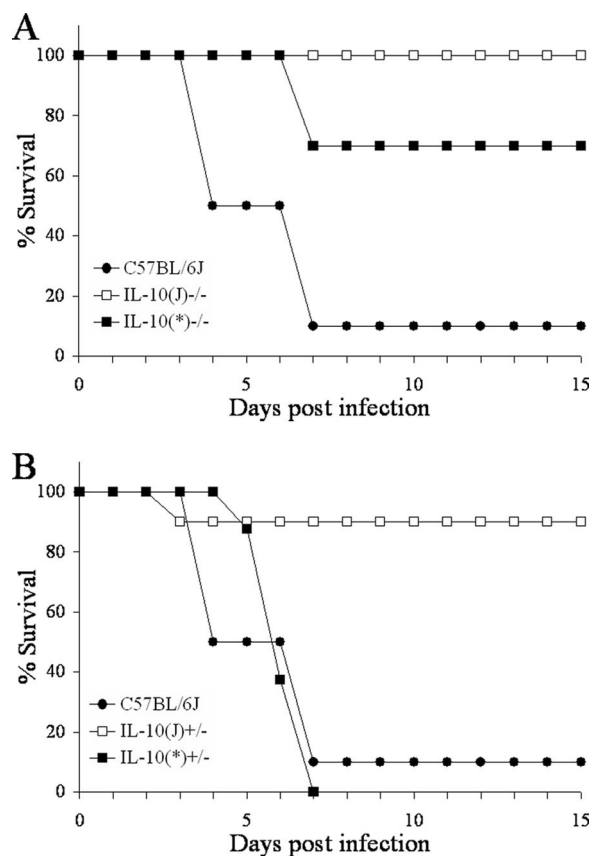 A
100
80
60
40
20
0
% Survival
C57BL/6J
IL-10(J)-/-
IL-10(*)-/-
0 5 10 15
Days post infection
B
100
80
60
40
20
0
% Survival
C57BL/6J
IL-10(J)+/-
IL-10(*)+/-
0 5 10 15
Days post infection